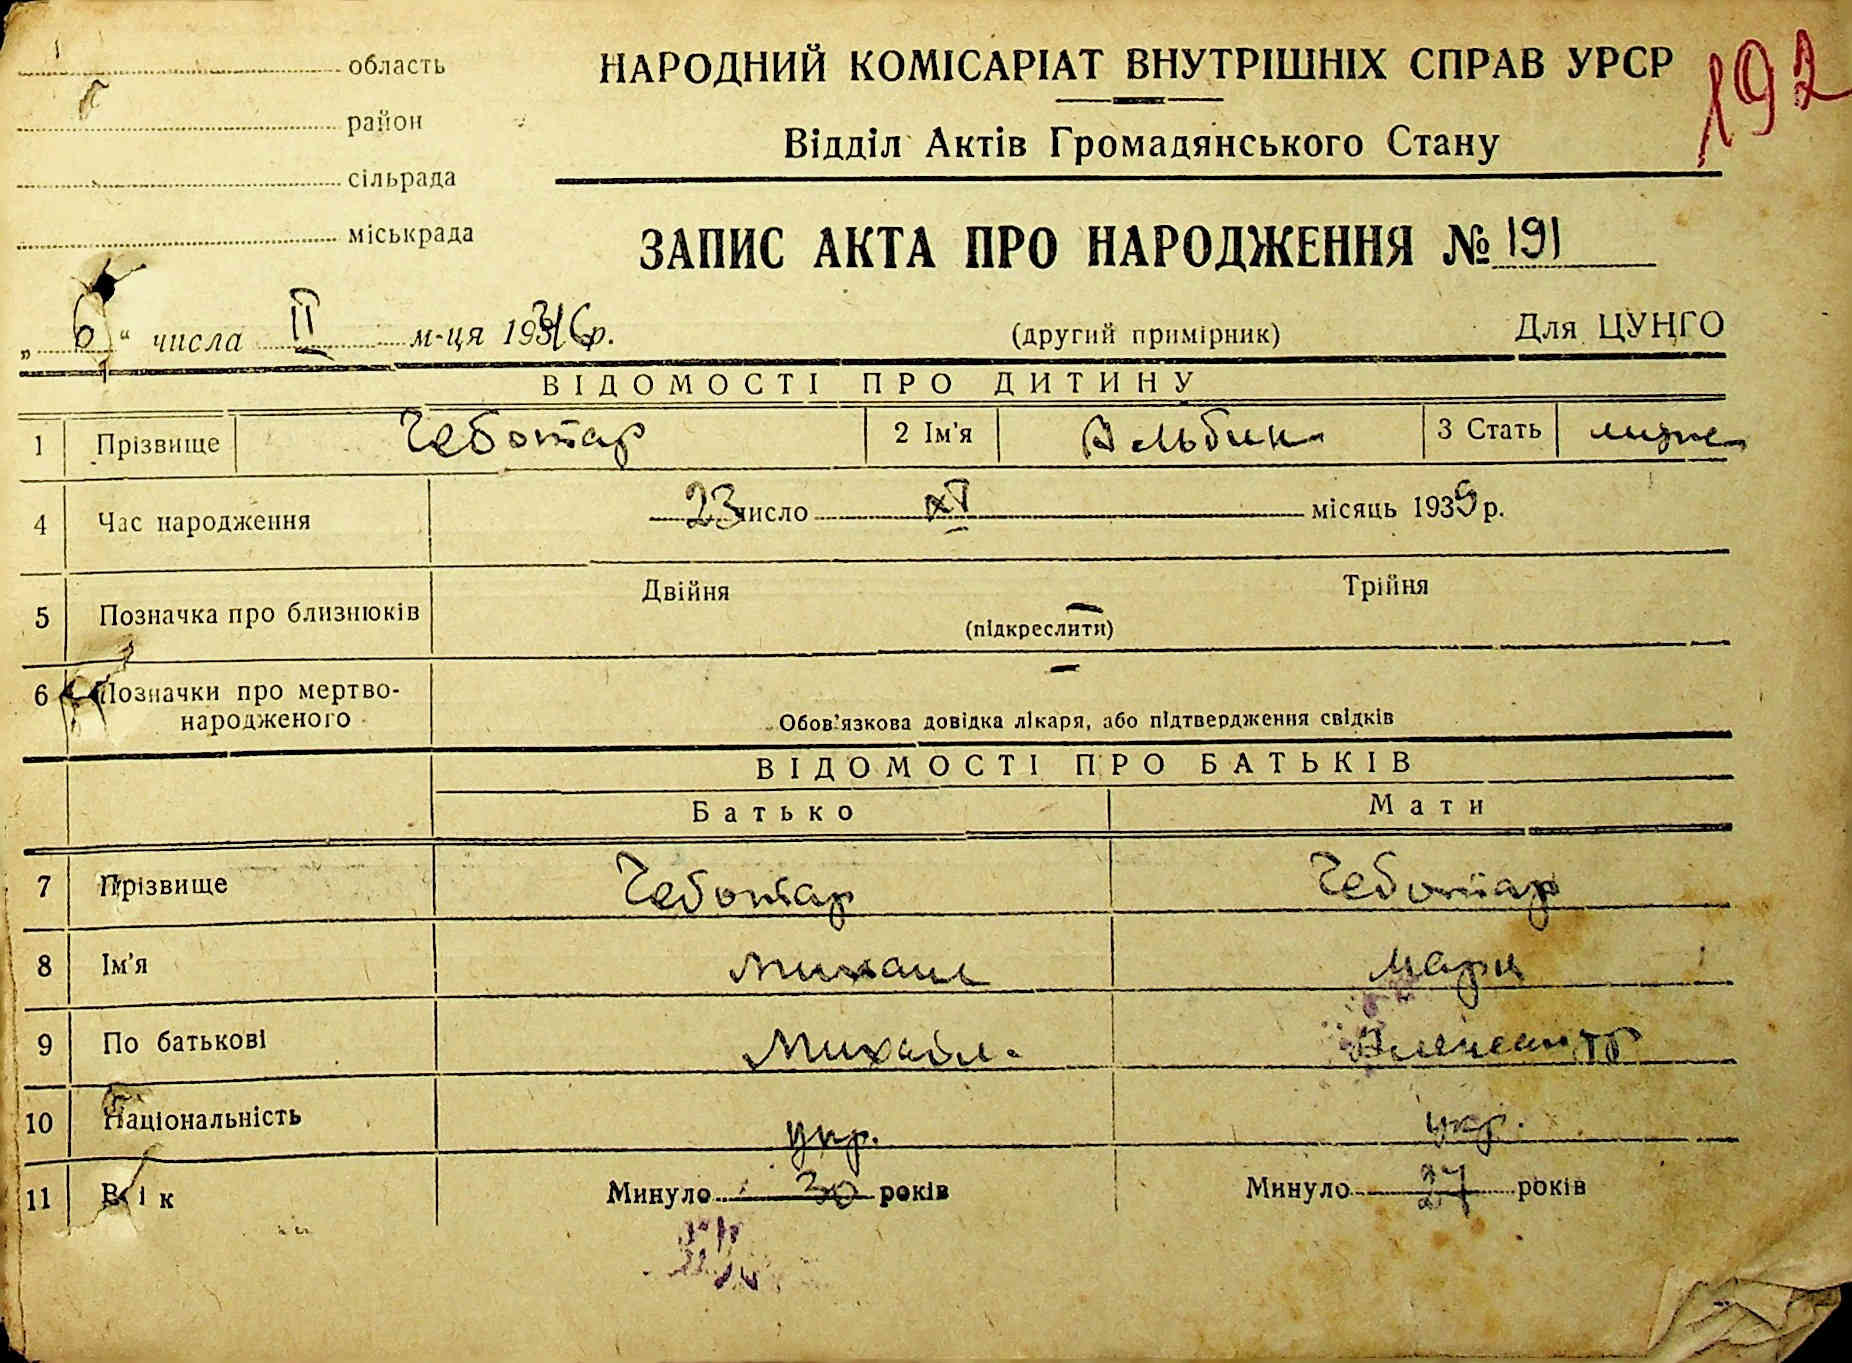 область
район
сільрада
міськрада
НАРОДНИЙ КОМІСАРІАТ ВНУТРІШНІХ СПРАВ УРСР
192
Відділ Актів Громадянського Стану
ЗАПИС АКТА ПРО НАРОДЖЕННЯ № 191
„ 6 “ числа II м-ця 1936 р. (другий примірник) Для ЦУНГО
ВІДОМОСТІ ПРО ДИТИНУ
1 Прізвище Чеботар 2 Ім'я Альбин 3 Стать
4 Час народження 23 число XI місяць 1935 р.
5 Позначка про близнюків Двійня Трійня
(підкреслити)
6 Позначки про мертво-
народженого Обов'язкова довідка лікаря, або підтвердження свідків
ВІДОМОСТІ ПРО БАТЬКІВ
Батько Мати
7 Прізвище Чеботар Чеботар
8 Ім'я Михаил
9 По батькові Михайл.
10 Національність укр. укр.
11 Вік Минуло 30 років Минуло 27 років